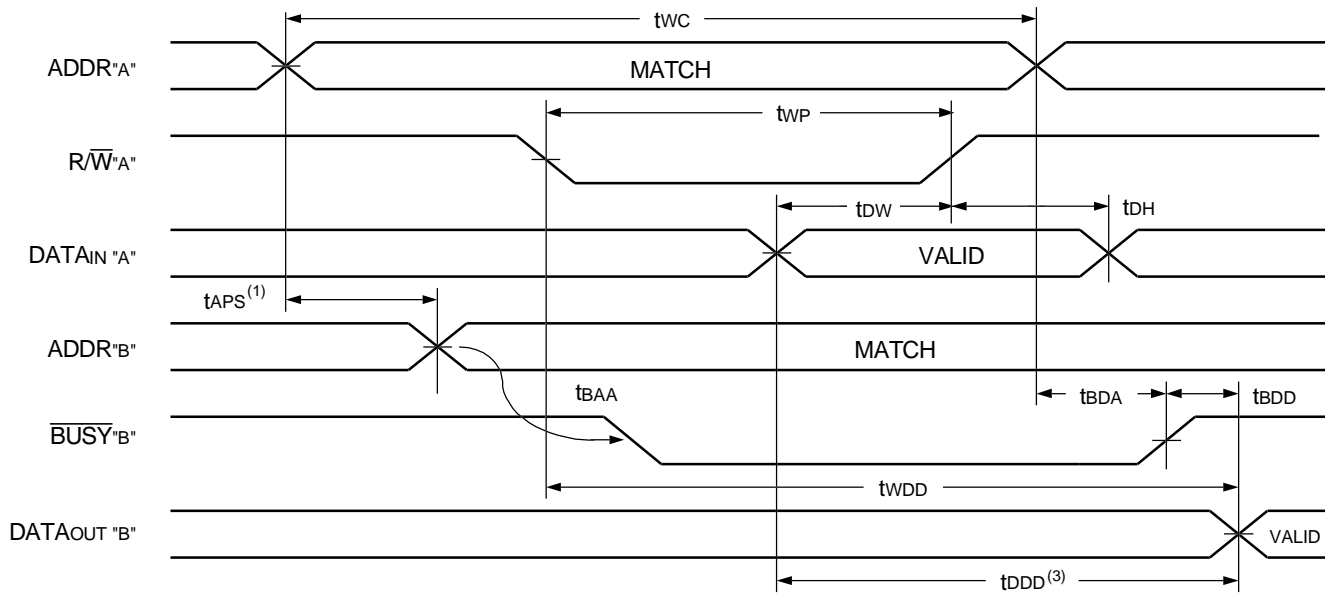 tWC
ADDR"A"
MATCH
tWP
R/W̅"A"
tDW
tDH
DATAIN "A"
VALID
tAPS(1)
ADDR"B"
MATCH
tBAA
tBDA
tBDD
B̅U̅S̅Y̅"B"
tWDD
DATAOUT "B"
VALID
tDDD(3)